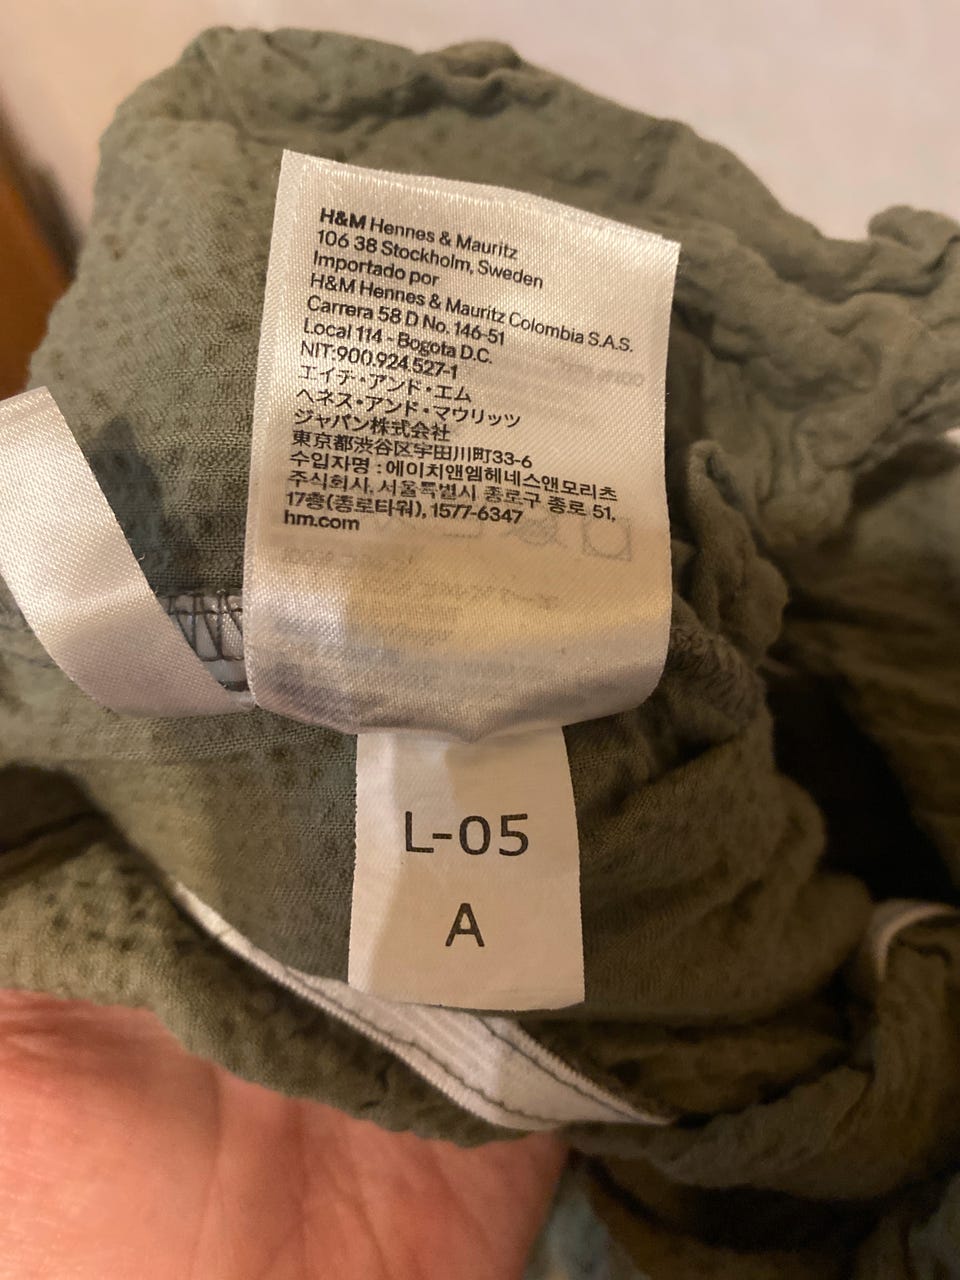 H&M Hennes & Mauritz
106 38 Stockholm, Sweden
Importado por
H&M Hennes & Mauritz Colombia S.A.S.
Carrera 58 D No. 146-51
Local 114 - Bogota D.C.
NIT:900.924.527-1
エイチ・アンド・エム
ヘネス・アンド・マウリッツ
ジャパン株式会社
東京都渋谷区宇田川町33-6
수입자명 : 에이치앤엠헤네스앤모리츠
주식회사, 서울특별시 종로구 종로 51,
17층(종로타워), 1577-6347
hm.com
L-05
A